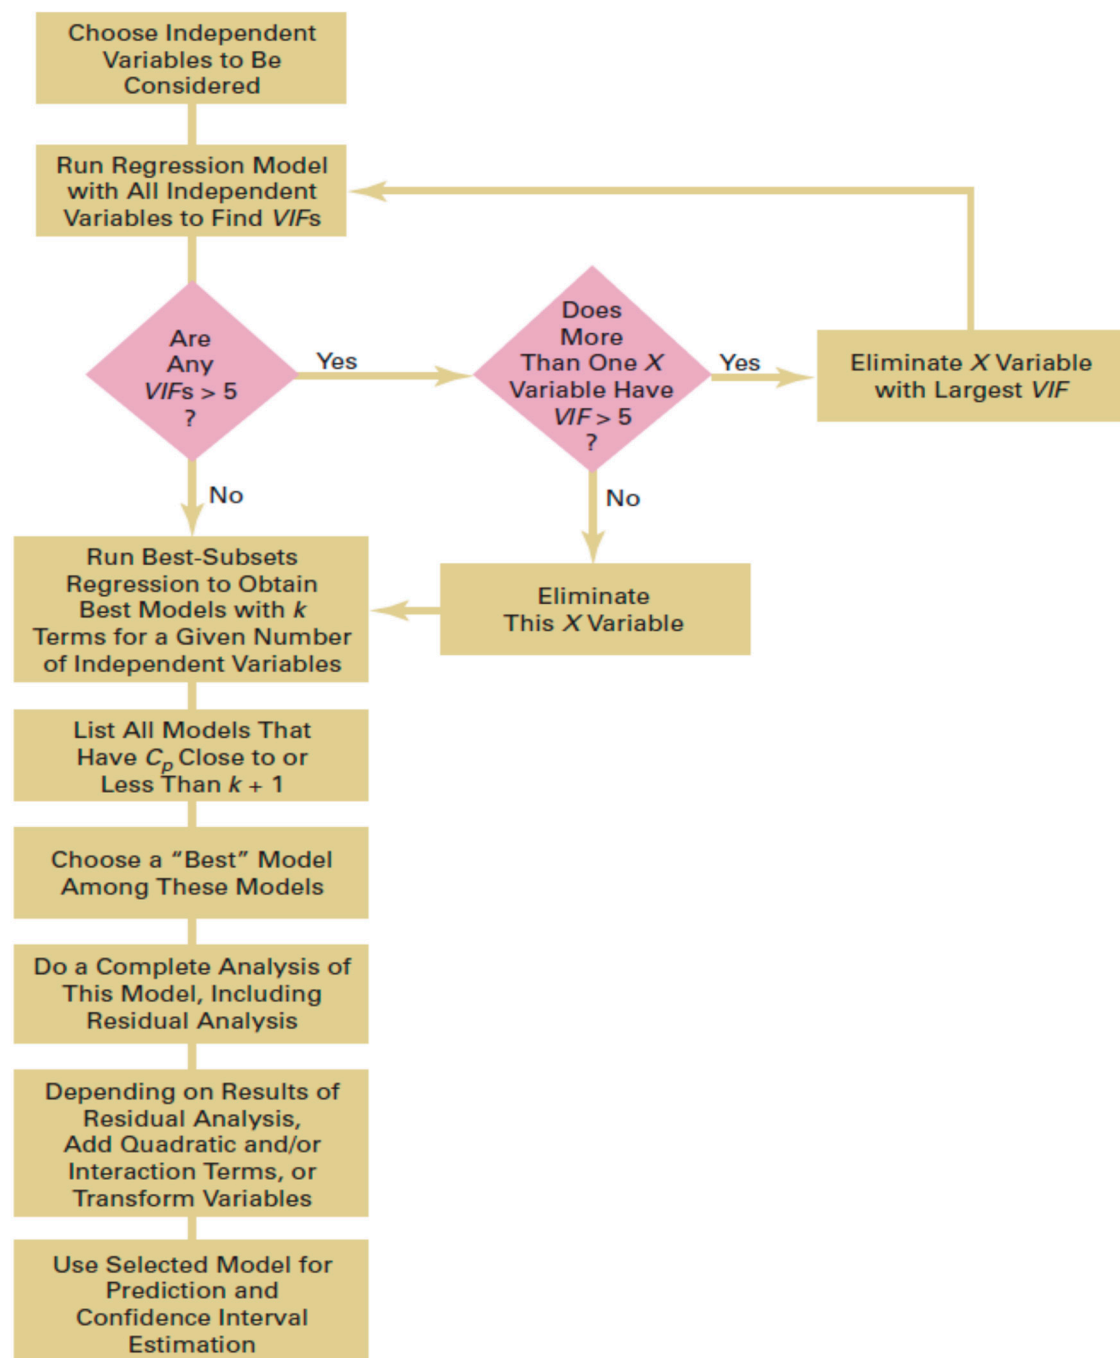 Choose Independent
Variables to Be
Considered
Run Regression Model
with All Independent
Variables to Find VIFs
Are
Any
VIFs > 5
?
Yes
Does
More
Than One X
Variable Have
VIF > 5
?
Yes
Eliminate X Variable
with Largest VIF
No
No
Run Best-Subsets
Regression to Obtain
Best Models with k
Terms for a Given Number
of Independent Variables
Eliminate
This X Variable
List All Models That
Have Cp Close to or
Less Than k + 1
Choose a “Best” Model
Among These Models
Do a Complete Analysis of
This Model, Including
Residual Analysis
Depending on Results of
Residual Analysis,
Add Quadratic and/or
Interaction Terms, or
Transform Variables
Use Selected Model for
Prediction and
Confidence Interval
Estimation